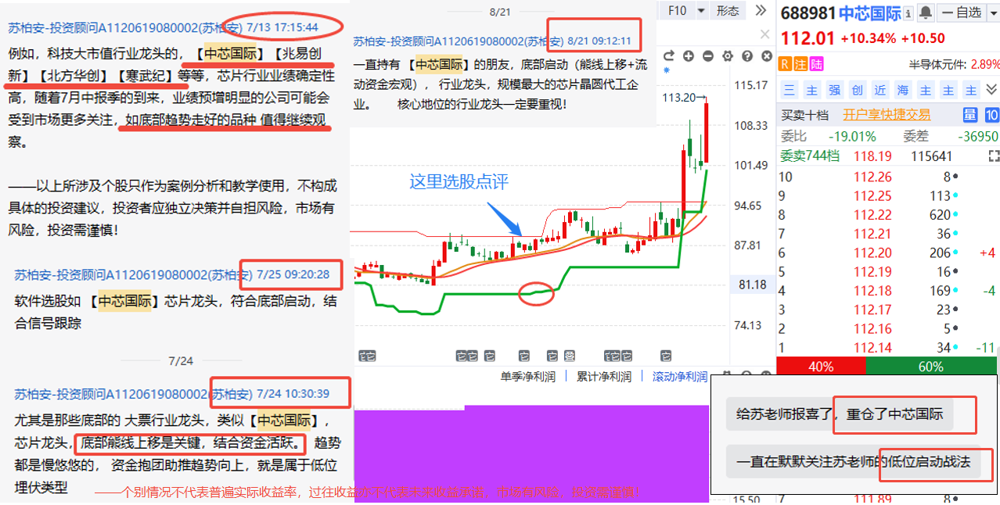 苏柏安-投资顾问A1120619080002(苏柏安) 7/13 17:15:44
例如，科技大市值行业龙头的，【中芯国际】【兆易创
新】【北方华创】【寒武纪】等等，芯片行业业绩确定性
高，随着7月中报季的到来，业绩预增明显的公司可能会
受到市场更多关注，如底部趋势走好的品种 值得继续观
察。
——以上所涉及个股只作为案例分析和教学使用，不构成
具体的投资建议，投资者应独立决策并自担风险，市场有
风险，投资需谨慎！
苏柏安-投资顾问A1120619080002(苏柏安) 7/25 09:20:28
软件选股如 【中芯国际】芯片龙头，符合底部启动，结
合信号跟踪
7/24
苏柏安-投资顾问A1120619080002(苏柏安) 7/24 10:30:39
尤其是那些底部的 大票行业龙头，类似【中芯国际】，
芯片龙头，底部能线上移是关键，结合资金活跃。 趋势
都是慢悠悠的， 资金抱团助推趋势向上，就是属于低位
埋伏类型
——个别情况不代表普遍实际收益率，过往收益
8/21
苏柏安-投资顾问A1120619080002(苏柏安) 8/21 09:12:11
一直持有【中芯国际】的朋友，底部启动（能线上移+流
动资金宏观），行业龙头，规模最大的芯片晶圆代工企
业。 核心地位的行业龙头一定要重视！
这里选股点评
F10 形态
113.20
115.17
108.33
101.49
94.65
87.81
81.18
74.13
单季净利润 累计净利润 滚动净利润
15.50
688981 中芯国际 自选
112.01 +10.34% +10.50
R 注 陆 半导体元件: 2.89%
三 主 强 创 近 海 主 主 主
买卖十档 开户享快捷交易 量 10
委比 -19.01% 委差 -36950
委卖744档 118.19 115641
10 112.26 8
9 112.25 113
8 112.22 620
7 112.21 36
6 112.20 206 +4
5 112.19 16
4 112.18 169 -4
3 112.17 23
2 112.16 5
1 112.14 34 -11
40% 60%
给苏老师报喜了，重仓了中芯国际
一直在默默关注苏老师的低位启动战法
7 111.89 8